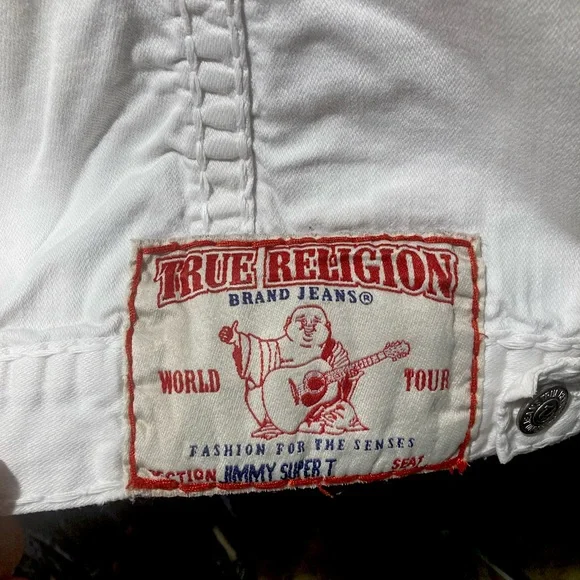 TRUE RELIGION
BRAND JEANS®
WORLD TOUR
FASHION FOR THE SENSES
JIMMY SUPER T SEAT